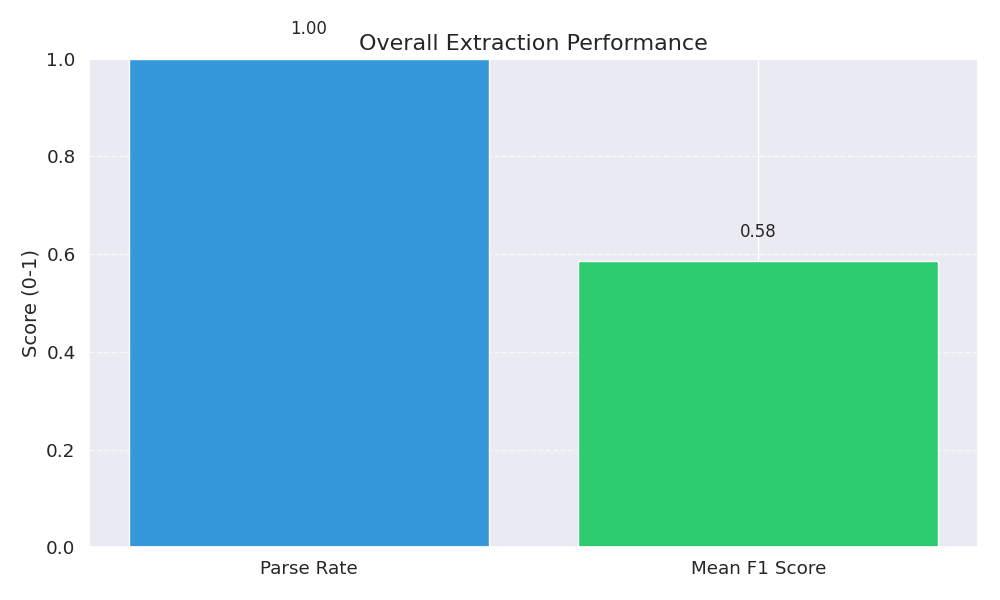 1.00
Overall Extraction Performance
1.0
0.8
0.58
0.6
0.4
0.2
0.0
Score (0-1)
Parse Rate
Mean F1 Score